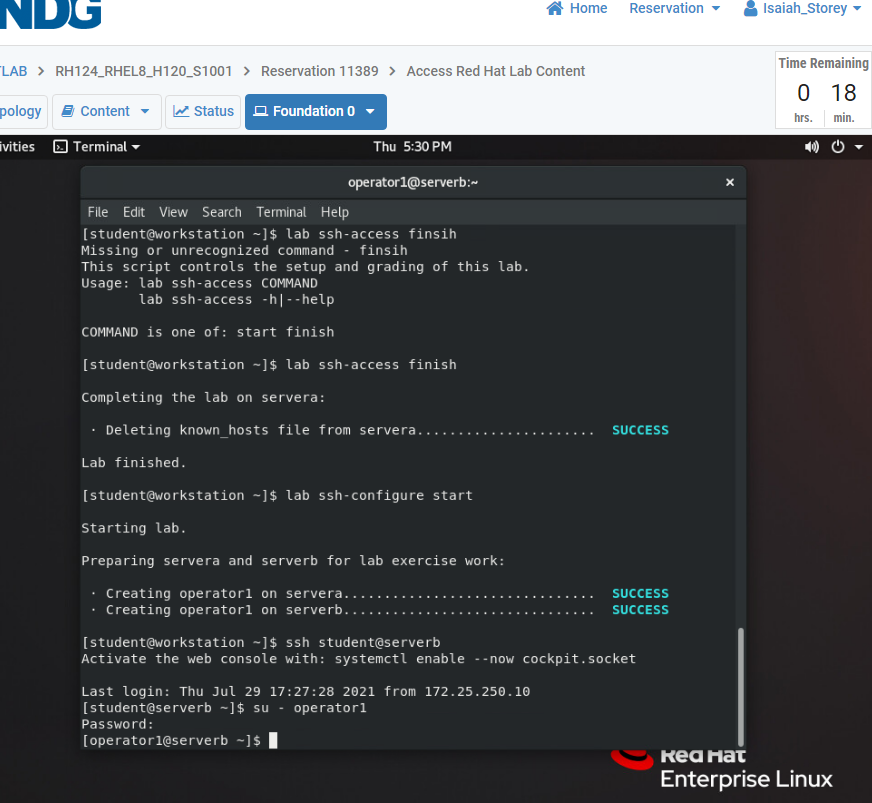 NDG
Home Reservation Isaiah_Storey
LAB > RH124_RHEL8_H120_S1001 > Reservation 11389 > Access Red Hat Lab Content
Time Remaining
0 18
hrs. min.
pology Content Status Foundation 0
ivities Terminal Thu 5:30 PM
operator1@serverb:~ ×
File Edit View Search Terminal Help
[student@workstation ~]$ lab ssh-access finsih
Missing or unrecognized command - finsih
This script controls the setup and grading of this lab.
Usage: lab ssh-access COMMAND
lab ssh-access -h|--help
COMMAND is one of: start finish
[student@workstation ~]$ lab ssh-access finish
Completing the lab on servera:
· Deleting known_hosts file from servera...................... SUCCESS
Lab finished.
[student@workstation ~]$ lab ssh-configure start
Starting lab.
Preparing servera and serverb for lab exercise work:
· Creating operator1 on servera............................... SUCCESS
· Creating operator1 on serverb............................... SUCCESS
[student@workstation ~]$ ssh student@serverb
Activate the web console with: systemctl enable --now cockpit.socket
Last login: Thu Jul 29 17:27:28 2021 from 172.25.250.10
[student@serverb ~]$ su - operator1
Password:
[operator1@serverb ~]$
Red Hat
Enterprise Linux